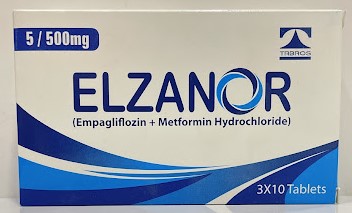 5 / 500mg
TABROS
ELZANOR
(Empagliflozin + Metformin Hydrochloride)
3X10 Tablets